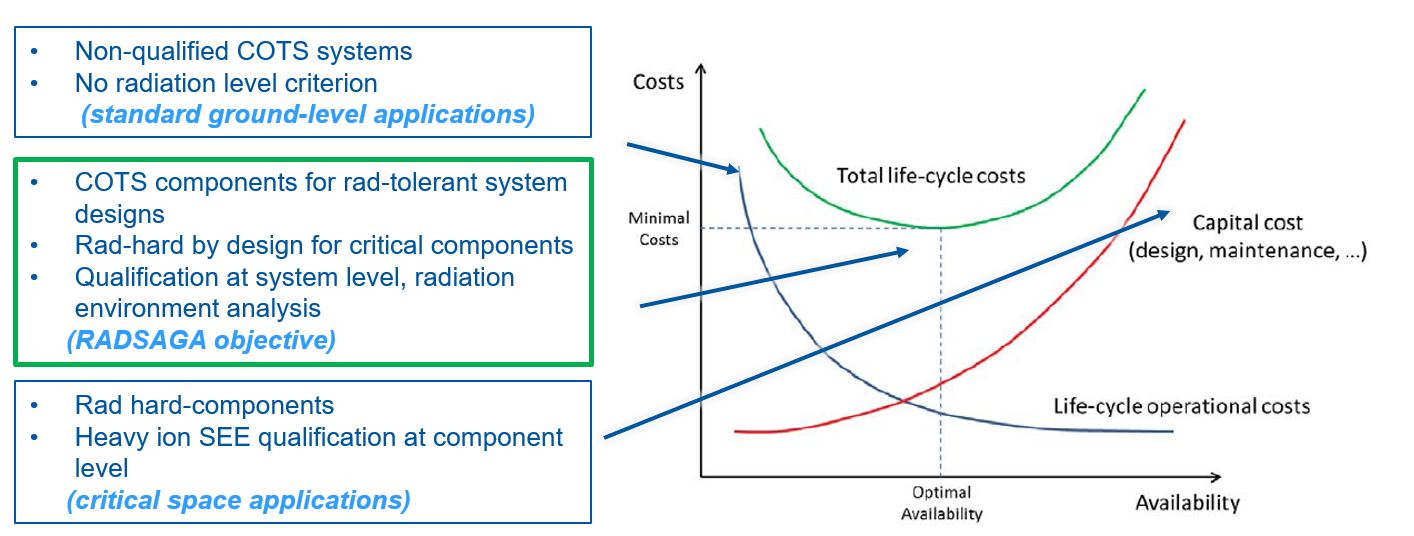 • Non-qualified COTS systems
• No radiation level criterion
(standard ground-level applications)
• COTS components for rad-tolerant system
designs
• Rad-hard by design for critical components
• Qualification at system level, radiation
environment analysis
(RADSAGA objective)
• Rad hard-components
• Heavy ion SEE qualification at component
level
(critical space applications)
Costs
Total life-cycle costs
Minimal
Costs
Capital cost
(design, maintenance, ...)
Life-cycle operational costs
Optimal
Availability
Availability